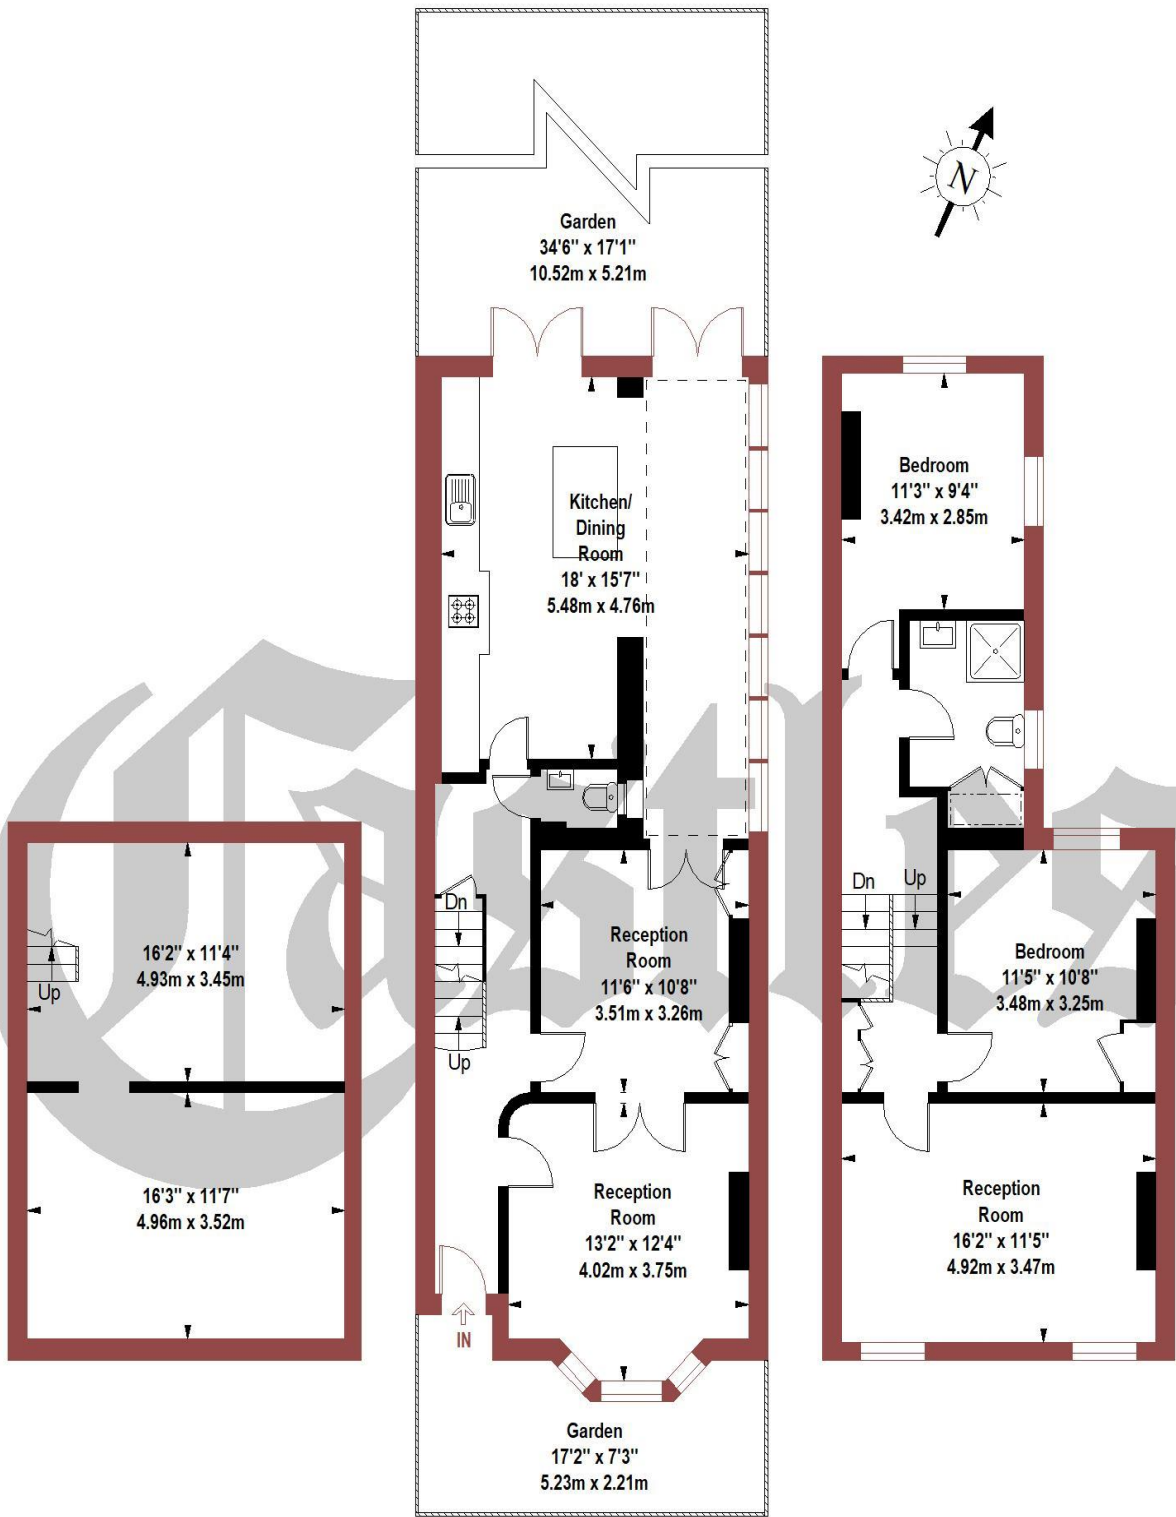 N
Garden
34'6" x 17'1"
10.52m x 5.21m
Kitchen/
Dining
Room
18' x 15'7"
5.48m x 4.76m
Bedroom
11'3" x 9'4"
3.42m x 2.85m
Dn
Up
16'2" x 11'4"
4.93m x 3.45m
Up
Reception
Room
11'6" x 10'8"
3.51m x 3.26m
Dn
Up
Bedroom
11'5" x 10'8"
3.48m x 3.25m
16'3" x 11'7"
4.96m x 3.52m
Reception
Room
13'2" x 12'4"
4.02m x 3.75m
Reception
Room
16'2" x 11'5"
4.92m x 3.47m
IN
Garden
17'2" x 7'3"
5.23m x 2.21m
Castles